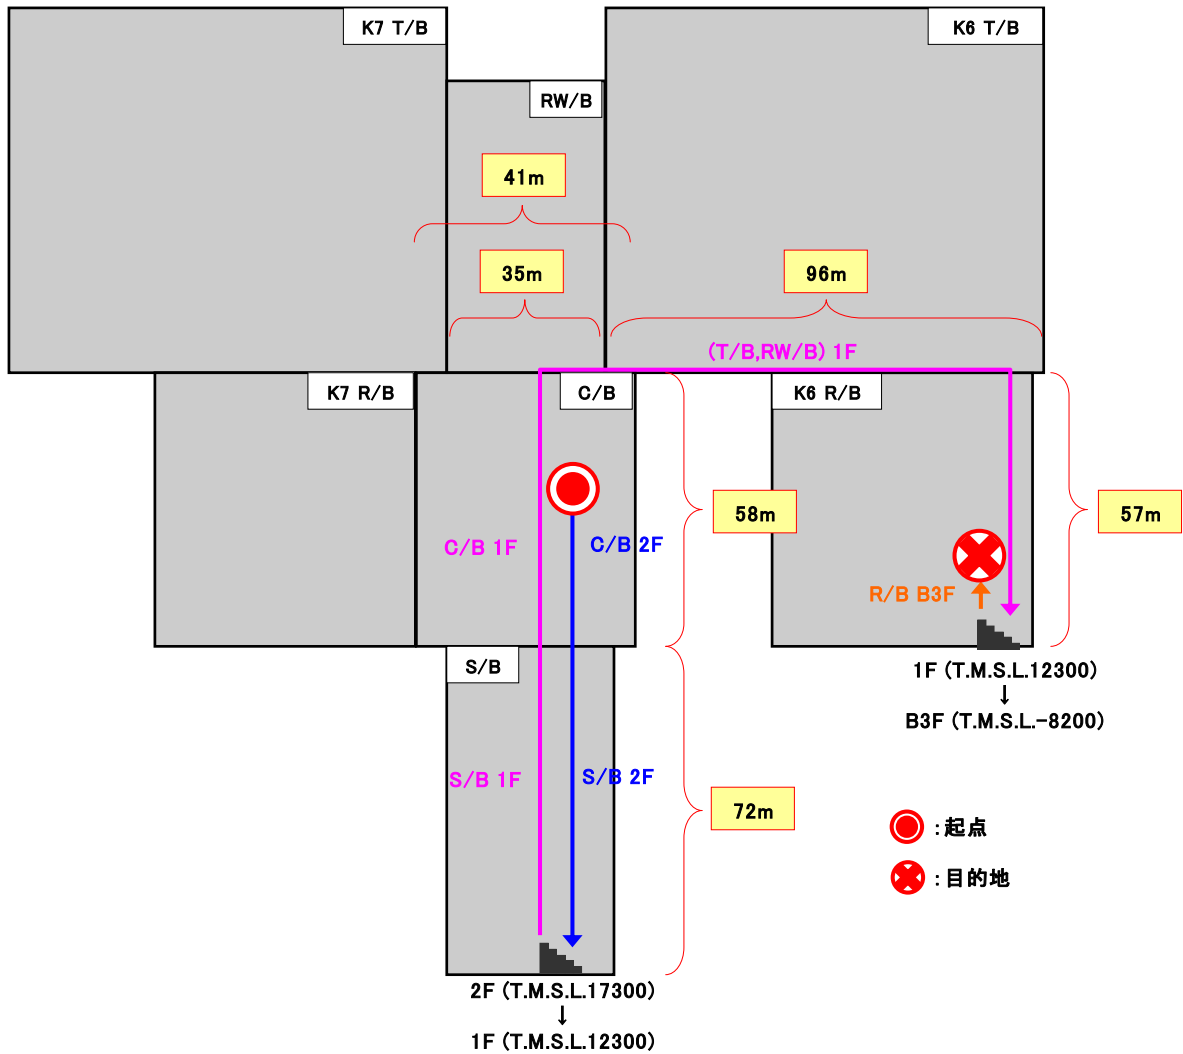 K7 T/B
K6 T/B
RW/B
41m
35m
96m
(T/B,RW/B) 1F
K7 R/B
C/B
K6 R/B
58m
57m
C/B 1F
C/B 2F
R/B B3F
S/B
1F (T.M.S.L.12300)
↓
B3F (T.M.S.L.-8200)
S/B 1F
S/B 2F
72m
:起点
:目的地
2F (T.M.S.L.17300)
↓
1F (T.M.S.L.12300)